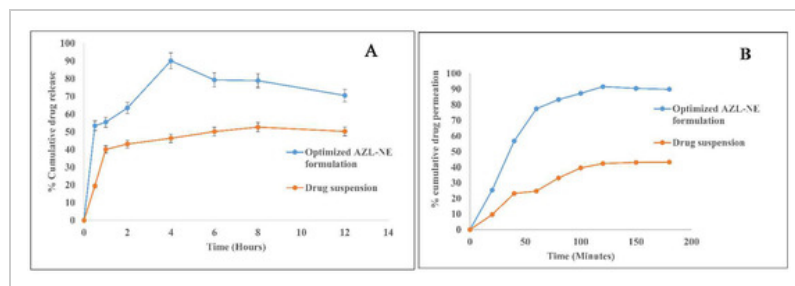 A
% Cumulative drug release
100
90
80
70
60
50
40
30
20
10
0
0 2 4 6 8 10 12 14
Time (Hours)
Optimized AZL-NE
formulation
Drug suspension
B
% cumulative drug permeation
100
90
80
70
60
50
40
30
20
10
0
0 50 100 150 200
Time (Minutes)
Optimized AZL-NE
formulation
Drug suspension